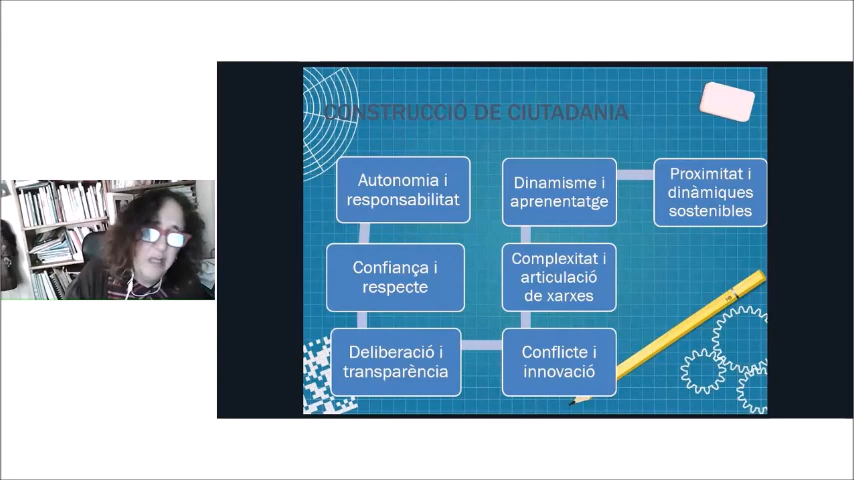 CONSTRUCCIÓ DE CIUTADANIA
Autonomia i
responsabilitat
Confiança i
respecte
Deliberació i
transparència
Conflicte i
innovació
Complexitat i
articulació
de xarxes
Dinamisme i
aprenentatge
Proximitat i
dinàmiques
sostenibles